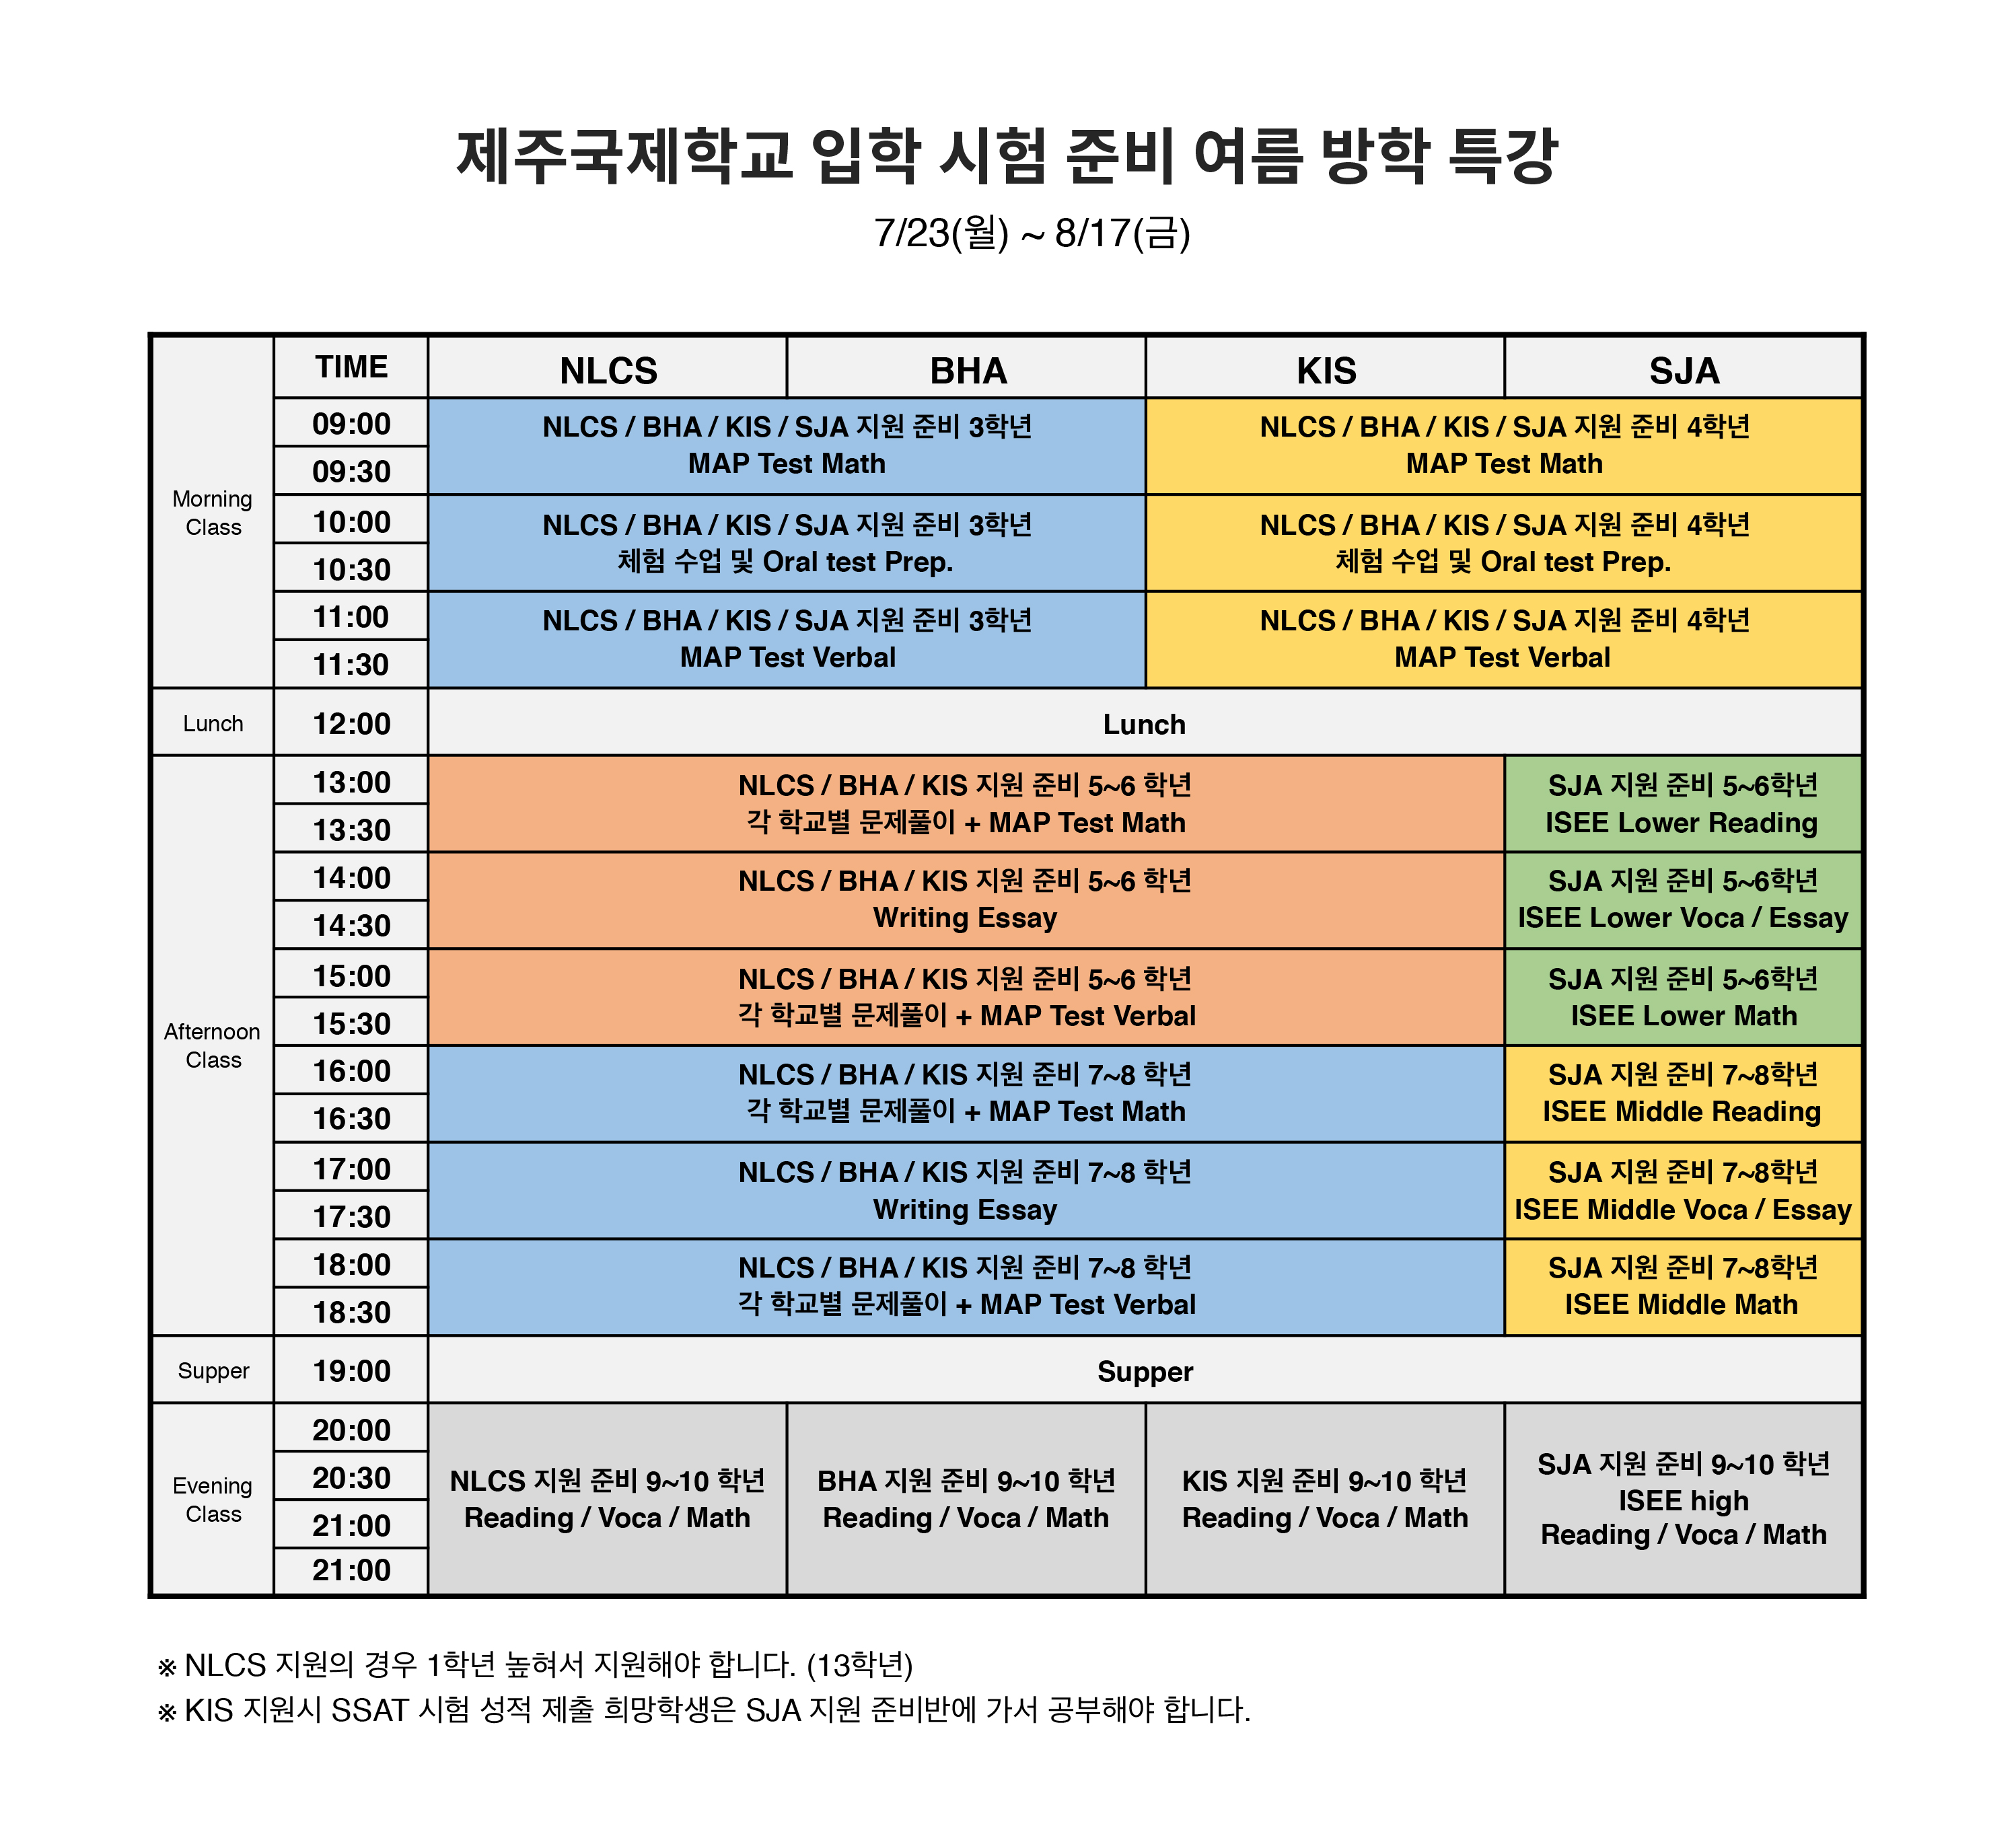 제주국제학교 입학 시험 준비 여름 방학 특강
7/23(월) ~ 8/17(금)
TIME NLCS BHA KIS SJA
Morning
Class
09:00
09:30
NLCS / BHA / KIS / SJA 지원 준비 3학년
MAP Test Math
NLCS / BHA / KIS / SJA 지원 준비 4학년
MAP Test Math
10:00
10:30
NLCS / BHA / KIS / SJA 지원 준비 3학년
체험 수업 및 Oral test Prep.
NLCS / BHA / KIS / SJA 지원 준비 4학년
체험 수업 및 Oral test Prep.
11:00
11:30
NLCS / BHA / KIS / SJA 지원 준비 3학년
MAP Test Verbal
NLCS / BHA / KIS / SJA 지원 준비 4학년
MAP Test Verbal
Lunch 12:00 Lunch
Afternoon
Class
13:00
13:30
NLCS / BHA / KIS 지원 준비 5~6 학년
각 학교별 문제풀이 + MAP Test Math
SJA 지원 준비 5~6학년
ISEE Lower Reading
14:00
14:30
NLCS / BHA / KIS 지원 준비 5~6 학년
Writing Essay
SJA 지원 준비 5~6학년
ISEE Lower Voca / Essay
15:00
15:30
NLCS / BHA / KIS 지원 준비 5~6 학년
각 학교별 문제풀이 + MAP Test Verbal
SJA 지원 준비 5~6학년
ISEE Lower Math
16:00
16:30
NLCS / BHA / KIS 지원 준비 7~8 학년
각 학교별 문제풀이 + MAP Test Math
SJA 지원 준비 7~8학년
ISEE Middle Reading
17:00
17:30
NLCS / BHA / KIS 지원 준비 7~8 학년
Writing Essay
SJA 지원 준비 7~8학년
ISEE Middle Voca / Essay
18:00
18:30
NLCS / BHA / KIS 지원 준비 7~8 학년
각 학교별 문제풀이 + MAP Test Verbal
SJA 지원 준비 7~8학년
ISEE Middle Math
Supper 19:00 Supper
Evening
Class
20:00
20:30
21:00
21:00
NLCS 지원 준비 9~10 학년
Reading / Voca / Math
BHA 지원 준비 9~10 학년
Reading / Voca / Math
KIS 지원 준비 9~10 학년
Reading / Voca / Math
SJA 지원 준비 9~10 학년
ISEE high
Reading / Voca / Math
※ NLCS 지원의 경우 1학년 높혀서 지원해야 합니다. (13학년)
※ KIS 지원시 SSAT 시험 성적 제출 희망학생은 SJA 지원 준비반에 가서 공부해야 합니다.